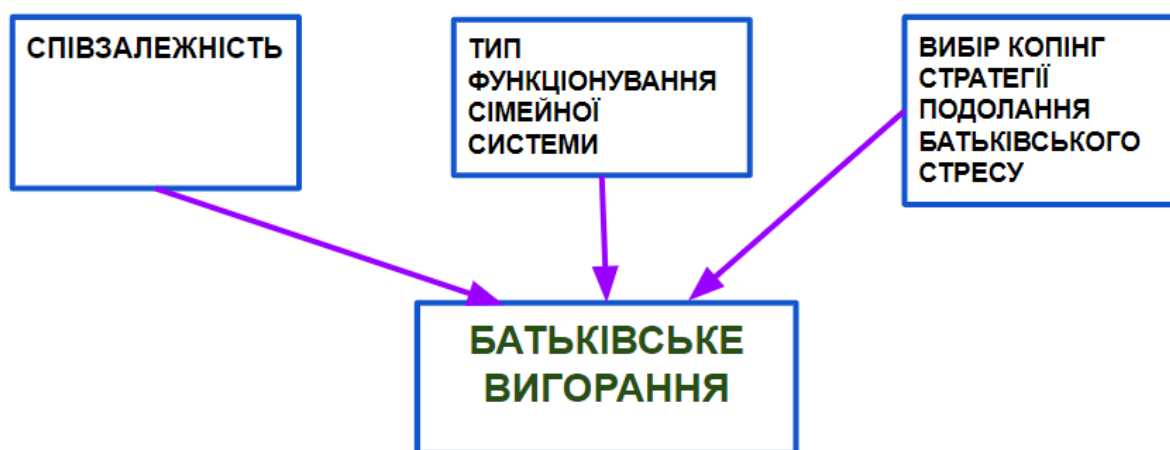 СПІВЗАЛЕЖНІСТЬ
ТИП
ФУНКЦІОНУВАННЯ
СІМЕЙНОЇ
СИСТЕМИ
ВИБІР КОПІНГ
СТРАТЕГІЇ
ПОДОЛАННЯ
БАТЬКІВСЬКОГО
СТРЕСУ
БАТЬКІВСЬКЕ
ВИГОРАННЯ